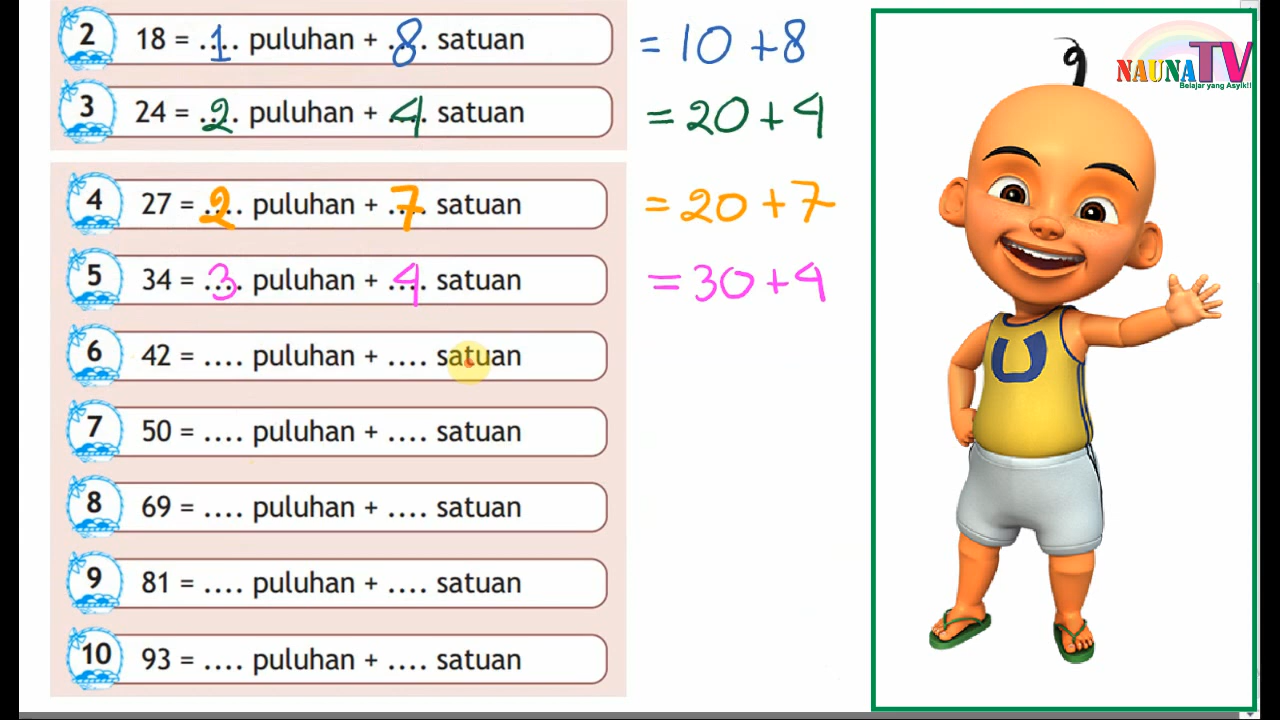 2 18 = .1.. puluhan + .8.. satuan = 10 + 8
3 24 = .2.. puluhan + .4.. satuan = 20 + 4
4 27 = .2.. puluhan + .7.. satuan = 20 + 7
5 34 = .3.. puluhan + .4.. satuan = 30 + 4
6 42 = .... puluhan + .... satuan
7 50 = .... puluhan + .... satuan
8 69 = .... puluhan + .... satuan
9 81 = .... puluhan + .... satuan
10 93 = .... puluhan + .... satuan
NAUNATV
Belajar yang Asyik!!
U